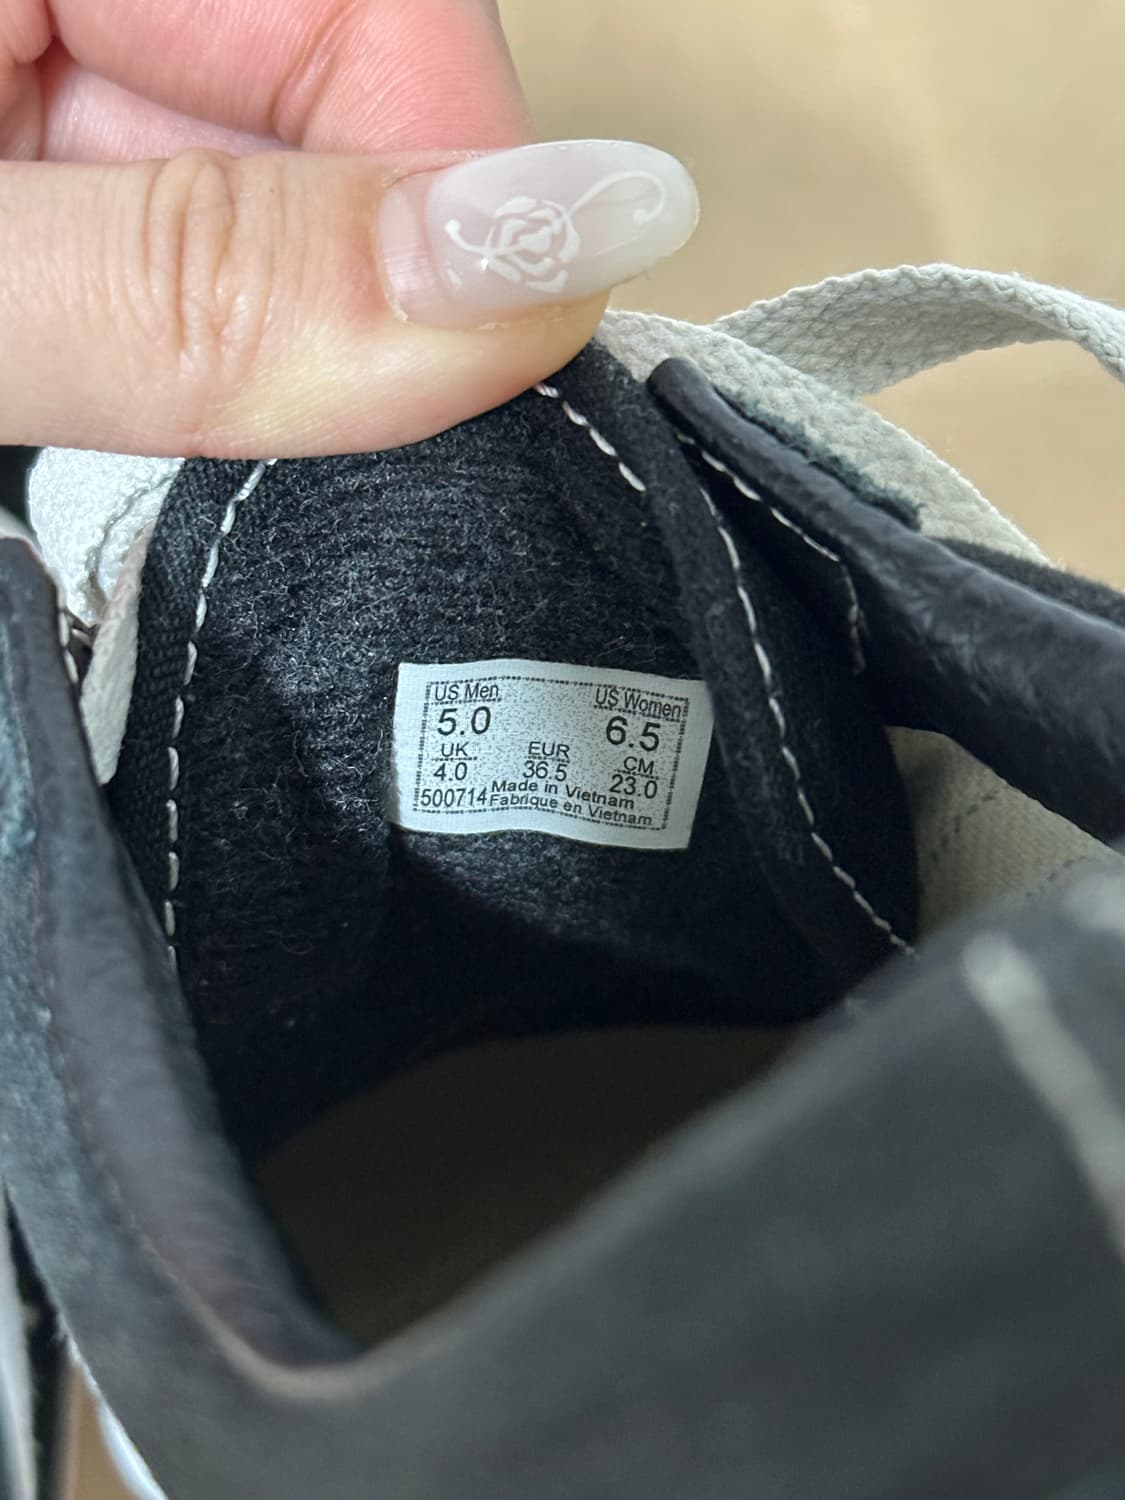 US Men US Women
5.0 6.5
UK EUR CM
4.0 36.5 23.0
500714 Made in Vietnam
Fabrique en Vietnam